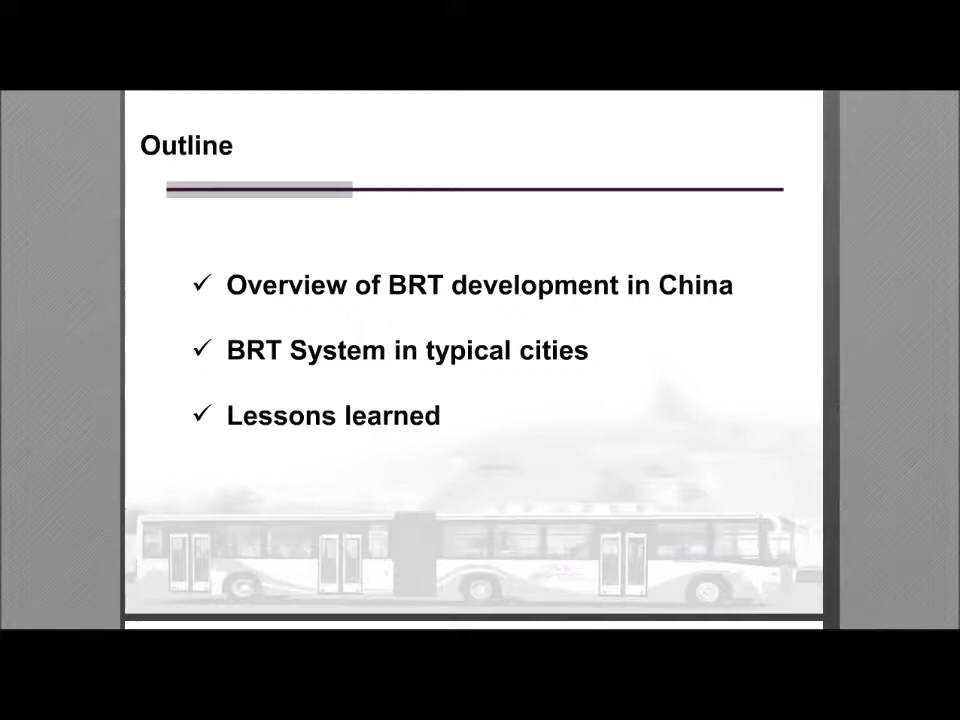 Outline
✓ Overview of BRT development in China
✓ BRT System in typical cities
✓ Lessons learned